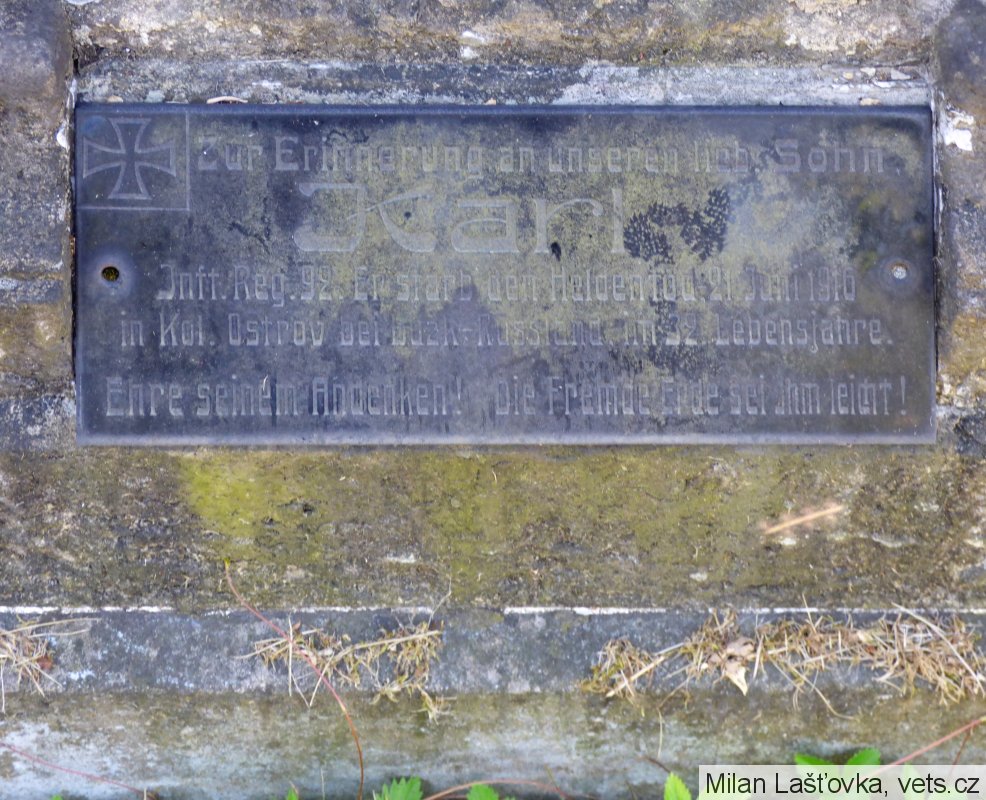 Zur Erinnerung an unseren lieb. Sohn
Karl
Inft. Reg. 92. Er starb den Heldentod 21. Juni 1916
in Kol. Ostrov bei Russland im 32. Lebensjahre.
Ehre seinem Andenken! Die Fremde Erde sei ihm leicht!
Milan Lašťovka, vets.cz